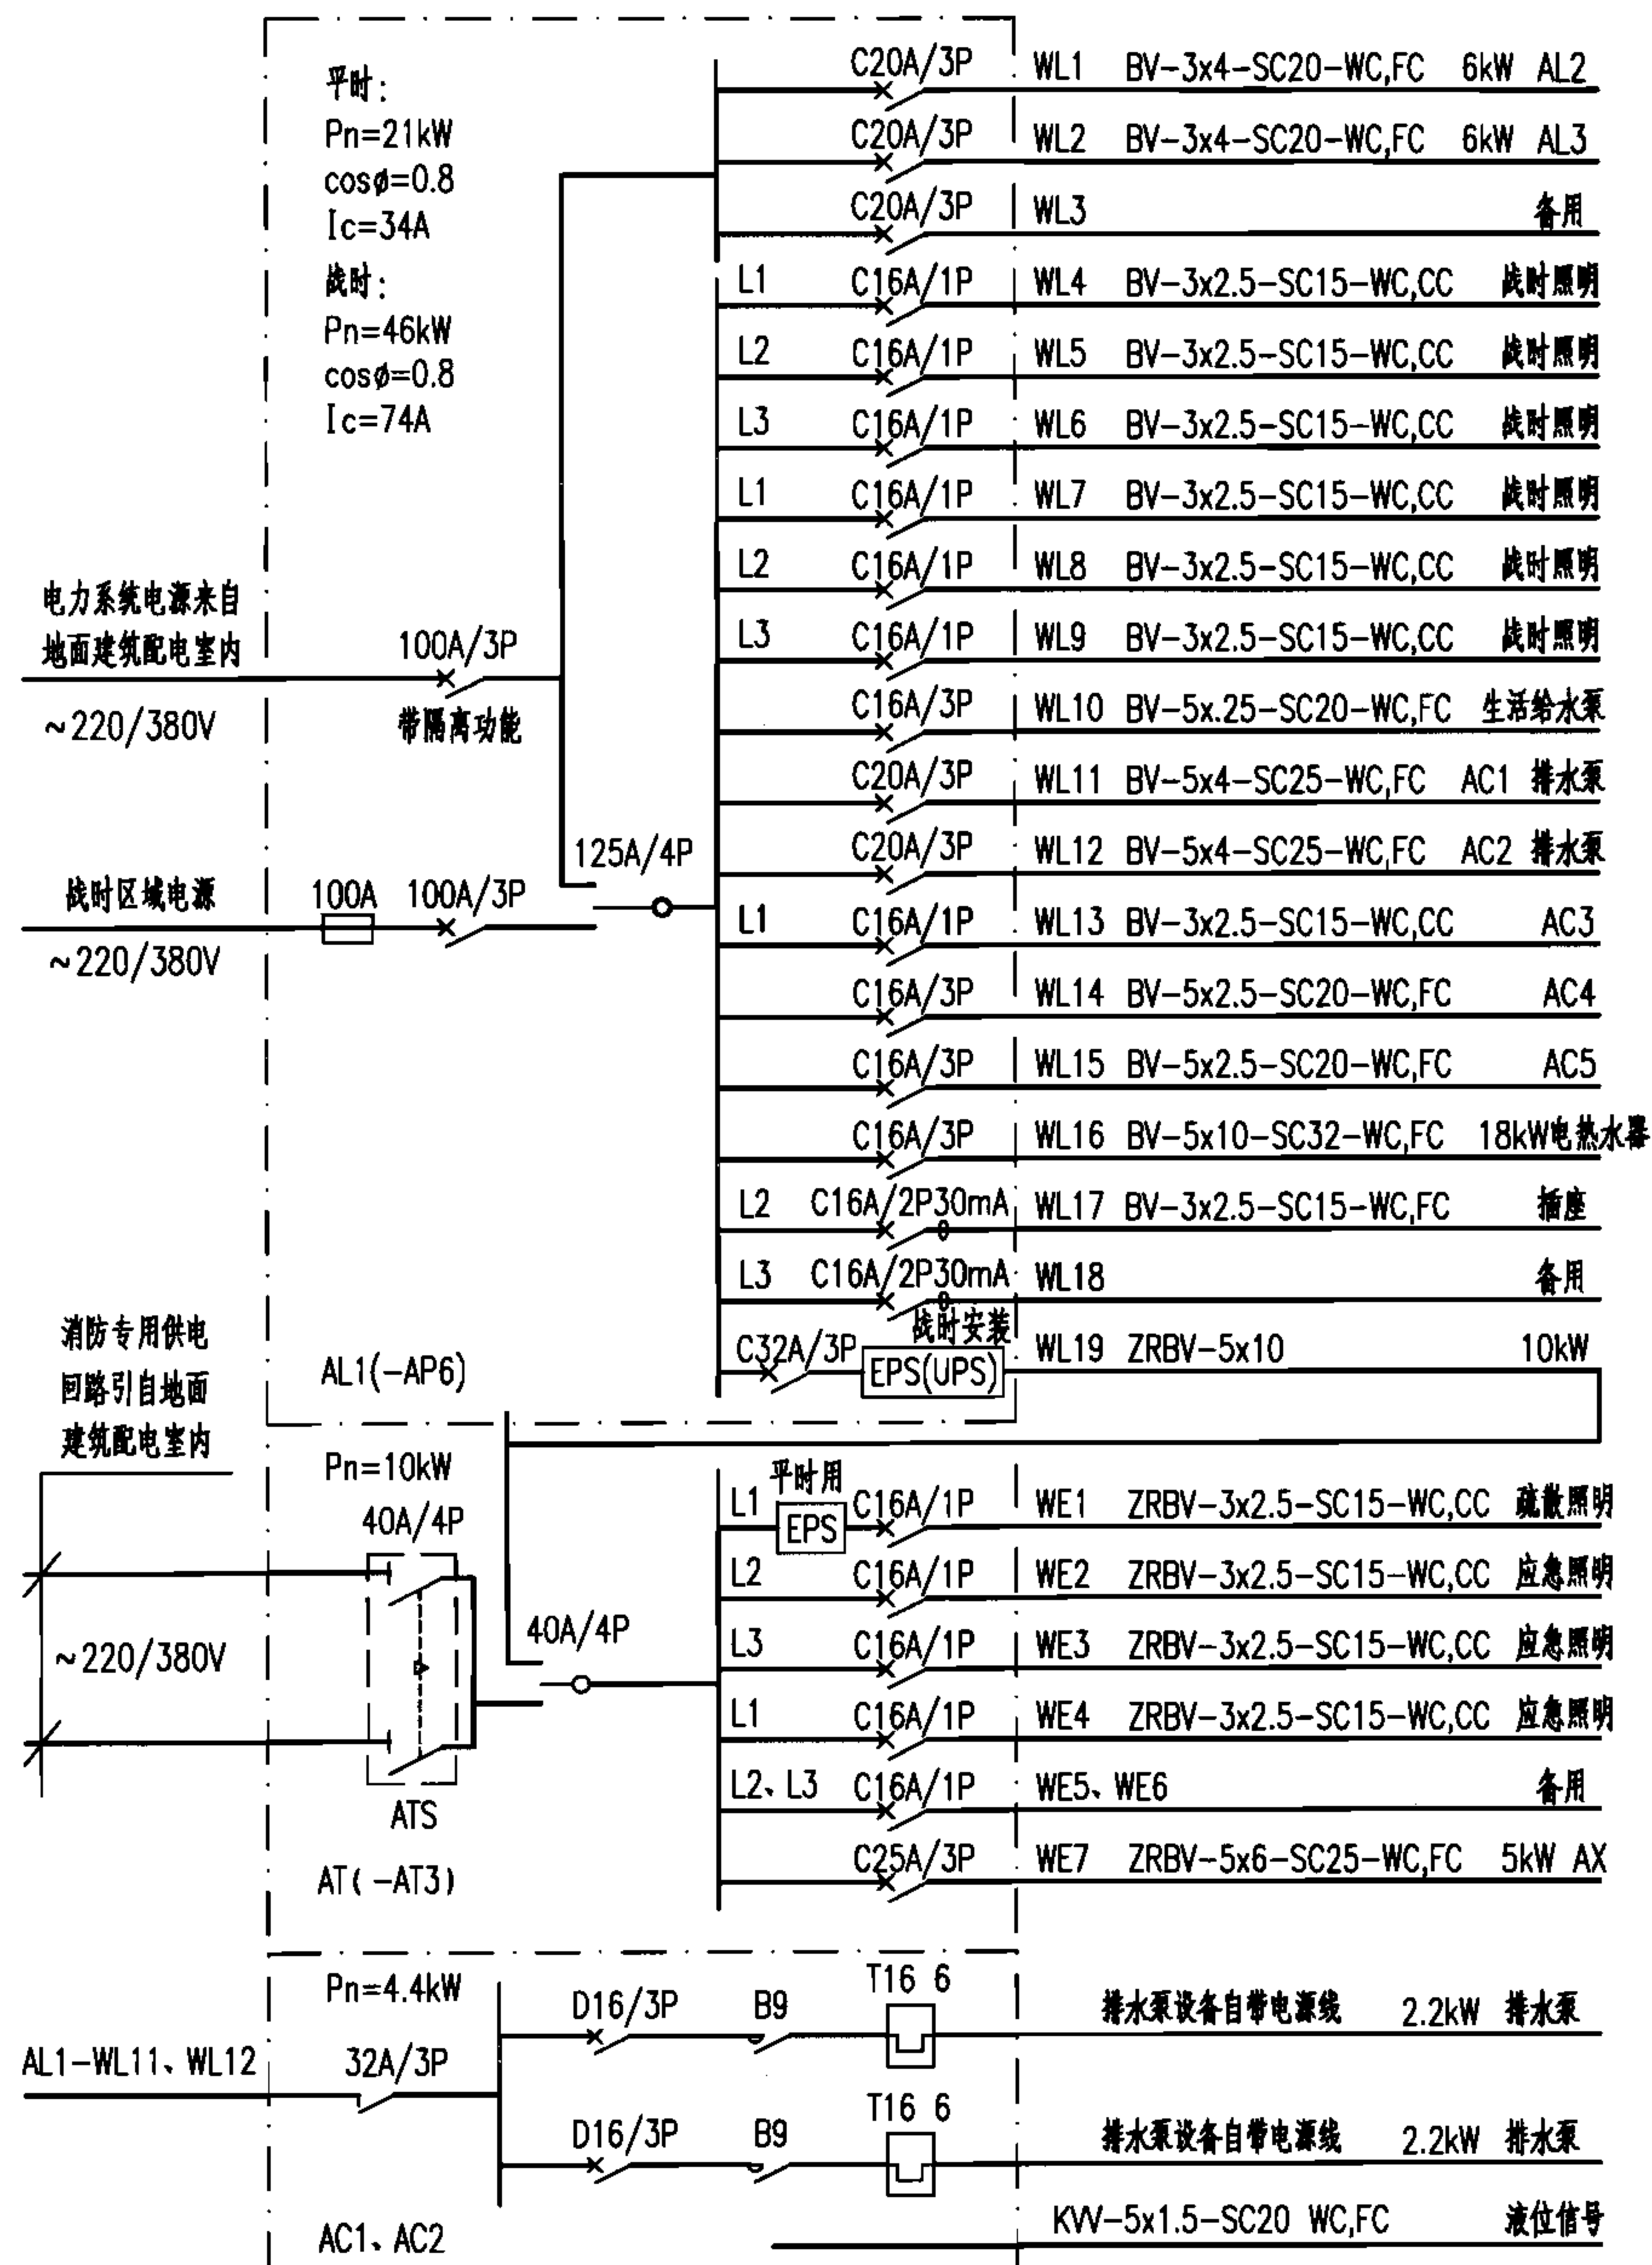 平时:
Pn=21kW
cosø=0.8
Ic=34A
战时:
Pn=46kW
cosø=0.8
Ic=74A
C20A/3P WL1 BV-3x4-SC20-WC,FC 6kW AL2
C20A/3P WL2 BV-3x4-SC20-WC,FC 6kW AL3
C20A/3P WL3 备用
L1 C16A/1P WL4 BV-3x2.5-SC15-WC,CC 战时照明
L2 C16A/1P WL5 BV-3x2.5-SC15-WC,CC 战时照明
L3 C16A/1P WL6 BV-3x2.5-SC15-WC,CC 战时照明
L1 C16A/1P WL7 BV-3x2.5-SC15-WC,CC 战时照明
L2 C16A/1P WL8 BV-3x2.5-SC15-WC,CC 战时照明
L3 C16A/1P WL9 BV-3x2.5-SC15-WC,CC 战时照明
C16A/3P WL10 BV-5x.25-SC20-WC,FC 生活给水泵
C20A/3P WL11 BV-5x4-SC25-WC,FC AC1 排水泵
C20A/3P WL12 BV-5x4-SC25-WC,FC AC2 排水泵
L1 C16A/1P WL13 BV-3x2.5-SC15-WC,CC AC3
C16A/3P WL14 BV-5x2.5-SC20-WC,FC AC4
C16A/3P WL15 BV-5x2.5-SC20-WC,FC AC5
C16A/3P WL16 BV-5x10-SC32-WC,FC 18kW电热水器
L2 C16A/2P30mA WL17 BV-3x2.5-SC15-WC,FC 插座
L3 C16A/2P30mA WL18 备用
战时安装
C32A/3P EPS(UPS) WL19 ZRBV-5x10 10kW
电力系统电源来自
地面建筑配电室内
~220/380V
100A/3P
带隔离功能
125A/4P
战时区域电源
~220/380V
100A 100A/3P
AL1(-AP6)
消防专用供电
回路引自地面
建筑配电室内
~220/380V
Pn=10kW
40A/4P
ATS
AT(-AT3)
40A/4P
平时用
L1 EPS C16A/1P WE1 ZRBV-3x2.5-SC15-WC,CC 疏散照明
L2 C16A/1P WE2 ZRBV-3x2.5-SC15-WC,CC 应急照明
L3 C16A/1P WE3 ZRBV-3x2.5-SC15-WC,CC 应急照明
L1 C16A/1P WE4 ZRBV-3x2.5-SC15-WC,CC 应急照明
L2、L3 C16A/1P WE5、WE6 备用
C25A/3P WE7 ZRBV-5x6-SC25-WC,FC 5kW AX
Pn=4.4kW
AL1-WL11、WL12 32A/3P
D16/3P B9 T16 6 排水泵设备自带电源线 2.2kW 排水泵
D16/3P B9 T16 6 排水泵设备自带电源线 2.2kW 排水泵
KVV-5x1.5-SC20 WC,FC 液位信号
AC1、AC2